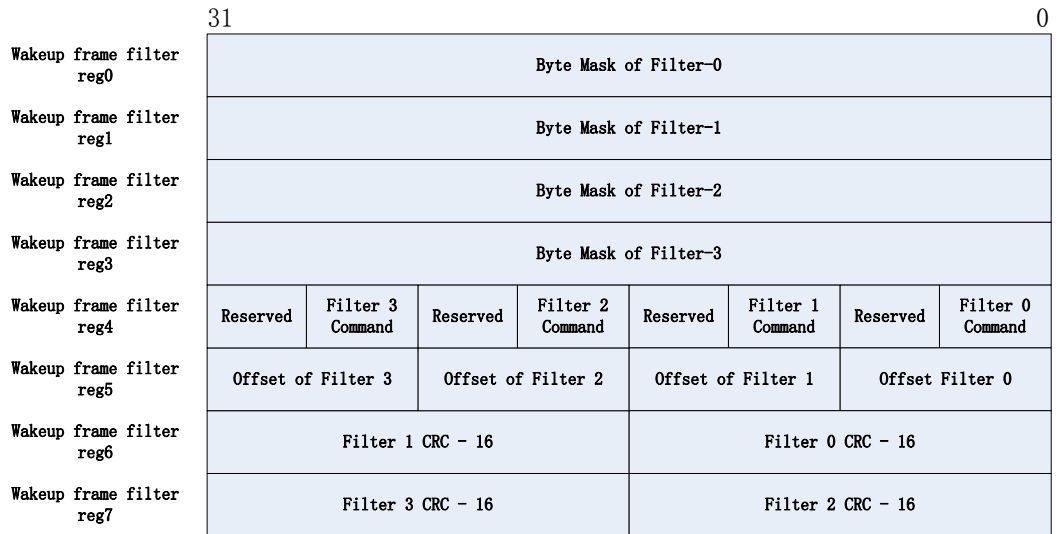 31 0
Wakeup frame filter
reg0
Byte Mask of Filter-0
Wakeup frame filter
reg1
Byte Mask of Filter-1
Wakeup frame filter
reg2
Byte Mask of Filter-2
Wakeup frame filter
reg3
Byte Mask of Filter-3
Wakeup frame filter
reg4
Reserved
Filter 3
Command
Reserved
Filter 2
Command
Reserved
Filter 1
Command
Reserved
Filter 0
Command
Wakeup frame filter
reg5
Offset of Filter 3
Offset of Filter 2
Offset of Filter 1
Offset Filter 0
Wakeup frame filter
reg6
Filter 1 CRC - 16
Filter 0 CRC - 16
Wakeup frame filter
reg7
Filter 3 CRC - 16
Filter 2 CRC - 16